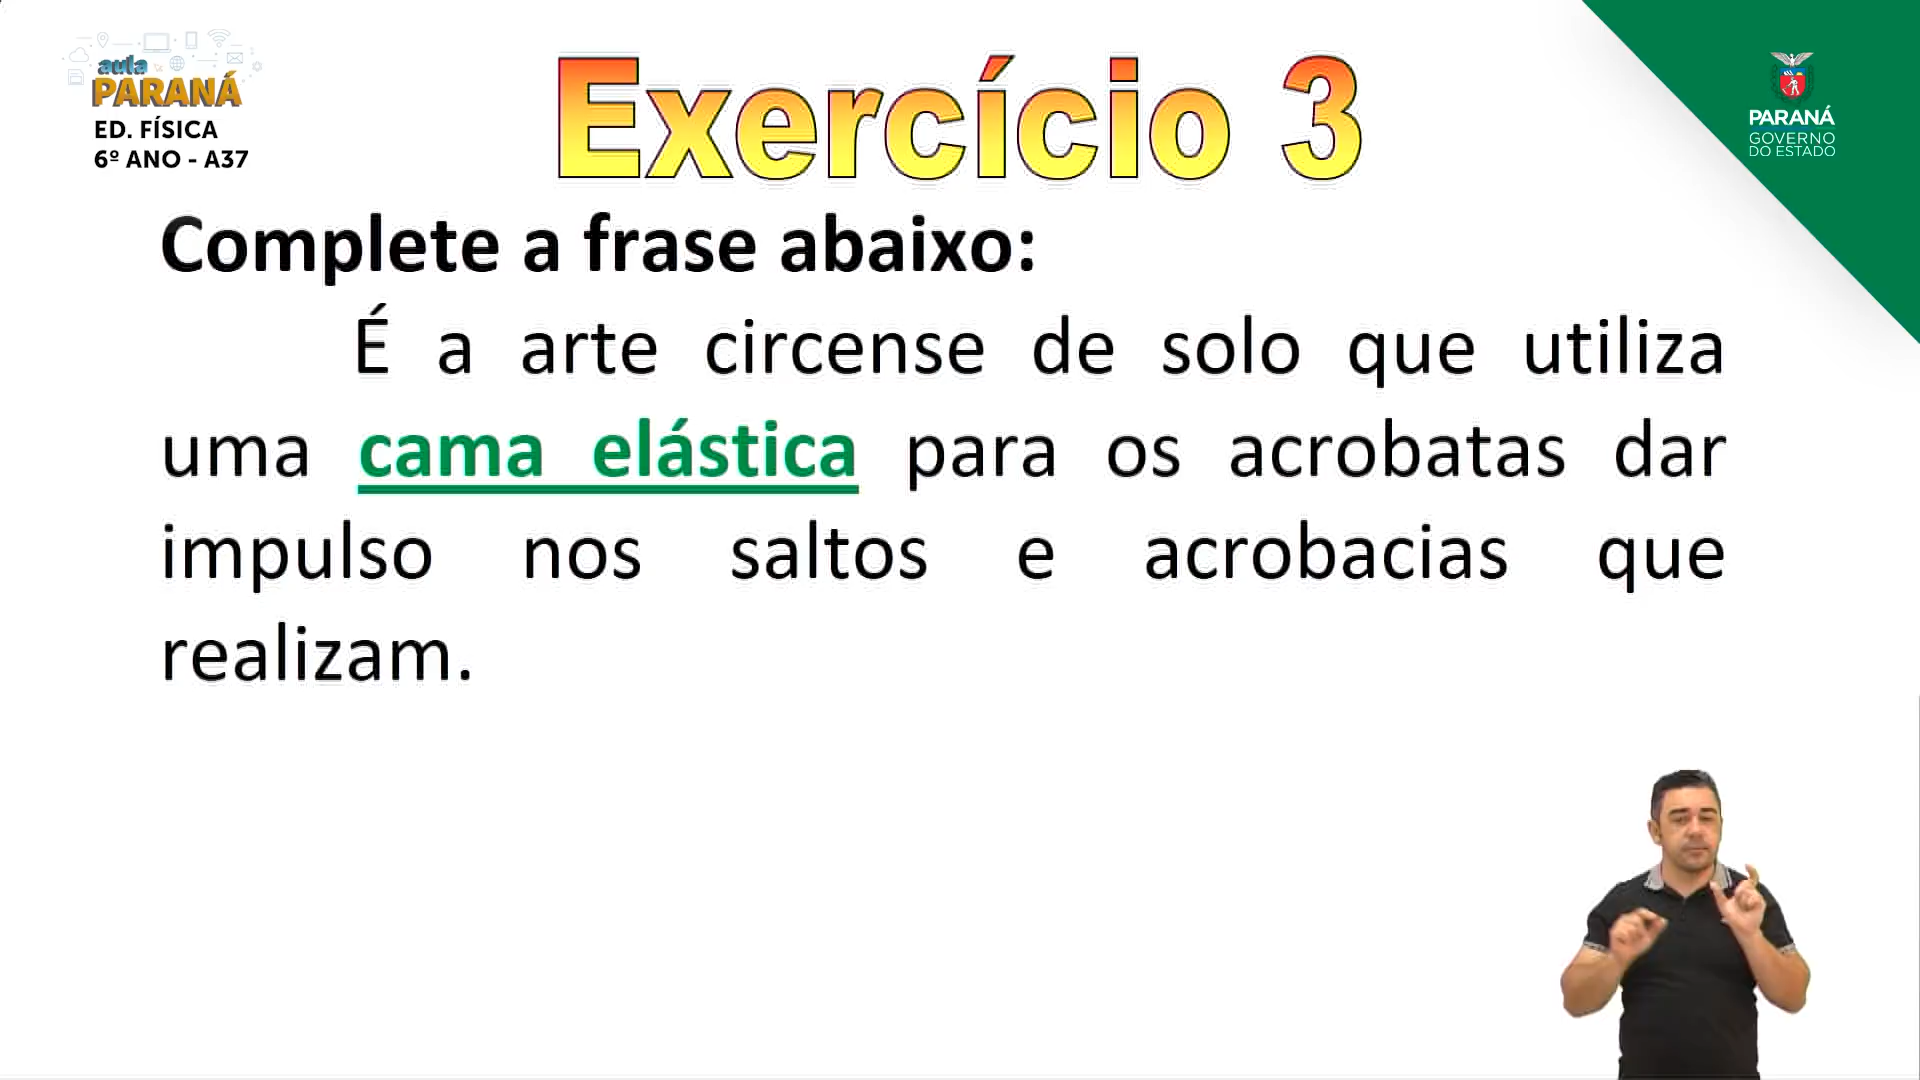 aula
PARANÁ
ED. FÍSICA
6º ANO - A37
Exercício 3
PARANÁ
GOVERNO
DO ESTADO
Complete a frase abaixo:
É a arte circense de solo que utiliza
uma cama elástica para os acrobatas dar
impulso nos saltos e acrobacias que
realizam.